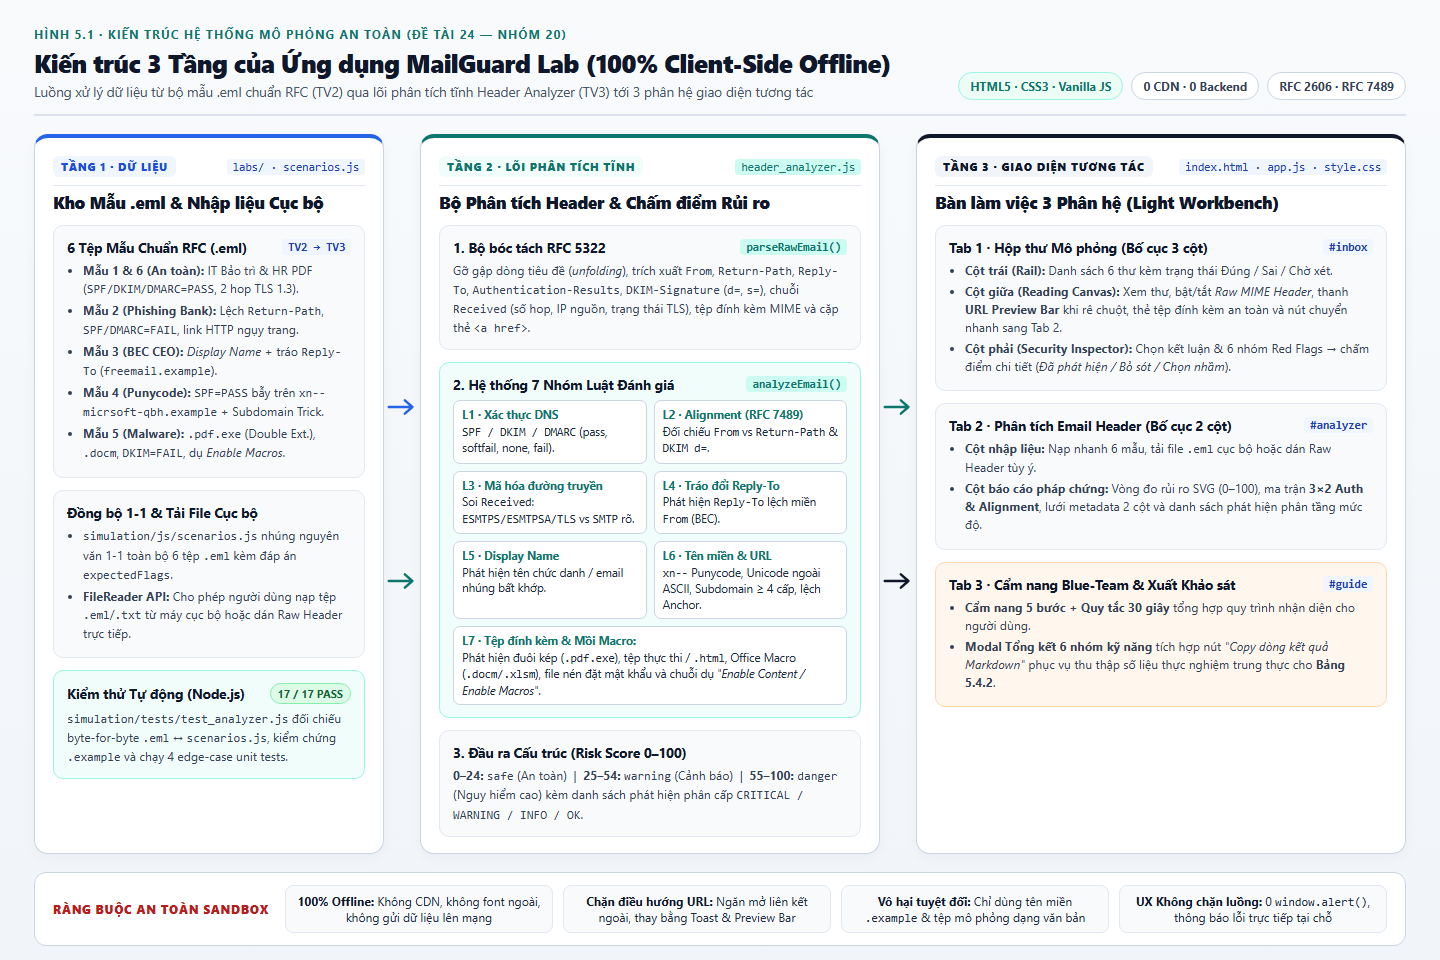 HÌNH 5.1 · KIẾN TRÚC HỆ THỐNG MÔ PHỎNG AN TOÀN (ĐỀ TÀI 24 — NHÓM 20)
Kiến trúc 3 Tầng của Ứng dụng MailGuard Lab (100% Client-Side Offline)
Luồng xử lý dữ liệu từ bộ mẫu .eml chuẩn RFC (TV2) qua lõi phân tích tĩnh Header Analyzer (TV3) tới 3 phân hệ giao diện tương tác
HTML5 · CSS3 · Vanilla JS
0 CDN · 0 Backend
RFC 2606 · RFC 7489
TẦNG 1 · DỮ LIỆU
labs/ · scenarios.js
Kho Mẫu .eml & Nhập liệu Cục bộ
6 Tệp Mẫu Chuẩn RFC (.eml)
TV2 → TV3
• Mẫu 1 & 6 (An toàn): IT Bảo trì & HR PDF
(SPF/DKIM/DMARC=PASS, 2 hop TLS 1.3).
• Mẫu 2 (Phishing Bank): Lệch Return-Path,
SPF/DMARC=FAIL, link HTTP ngụy trang.
• Mẫu 3 (BEC CEO): Display Name + tráo Reply-
To (freemail.example).
• Mẫu 4 (Punycode): SPF=PASS bẫy trên xn--
micrsoft-qbh.example + Subdomain Trick.
• Mẫu 5 (Malware): .pdf.exe (Double Ext.),
.docm, DKIM=FAIL, dụ Enable Macros.
Đồng bộ 1-1 & Tải File Cục bộ
• simulation/js/scenarios.js nhúng nguyên
văn 1-1 toàn bộ 6 tệp .eml kèm đáp án
expectedFlags.
• FileReader API: Cho phép người dùng nạp tệp
.eml/.txt từ máy cục bộ hoặc dán Raw Header
trực tiếp.
Kiểm thử Tự động (Node.js)
17 / 17 PASS
simulation/tests/test_analyzer.js đối chiếu
byte-for-byte .eml ↔ scenarios.js, kiểm chứng
.example và chạy 4 edge-case unit tests.
TẦNG 2 · LÕI PHÂN TÍCH TĨNH
header_analyzer.js
Bộ Phân tích Header & Chấm điểm Rủi ro
1. Bộ bóc tách RFC 5322
parseRawEmail()
Gỡ gập dòng tiêu đề (unfolding), trích xuất From, Return-Path, Reply-
To, Authentication-Results, DKIM-Signature (d=, s=), chuỗi
Received (số hop, IP nguồn, trạng thái TLS), tệp đính kèm MIME và cặp
thẻ <a href>.
2. Hệ thống 7 Nhóm Luật Đánh giá
analyzeEmail()
L1 · Xác thực DNS
SPF / DKIM / DMARC (pass,
softfail, none, fail).
L2 · Alignment (RFC 7489)
Đối chiếu From vs Return-Path &
DKIM d=.
L3 · Mã hóa đường truyền
Soi Received:
ESMTPS/ESMTPSA/TLS vs SMTP rõ.
L4 · Tráo đổi Reply-To
Phát hiện Reply-To lệch miền
From (BEC).
L5 · Display Name
Phát hiện tên chức danh / email
nhúng bất khớp.
L6 · Tên miền & URL
xn-- Punycode, Unicode ngoài
ASCII, Subdomain ≥ 4 cấp, lệch
Anchor.
L7 · Tệp đính kèm & Mồi Macro:
Phát hiện đuôi kép (.pdf.exe), tệp thực thi / .html, Office Macro
(.docm/.xlsm), file nén đặt mật khẩu và chuỗi dụ "Enable Content /
Enable Macros".
3. Đầu ra Cấu trúc (Risk Score 0–100)
0–24: safe (An toàn) | 25–54: warning (Cảnh báo) | 55–100: danger
(Nguy hiểm cao) kèm danh sách phát hiện phân cấp CRITICAL /
WARNING / INFO / OK.
TẦNG 3 · GIAO DIỆN TƯƠNG TÁC
index.html · app.js · style.css
Bàn làm việc 3 Phân hệ (Light Workbench)
Tab 1 · Hộp thư Mô phỏng (Bố cục 3 cột)
#inbox
• Cột trái (Rail): Danh sách 6 thư kèm trạng thái Đúng / Sai / Chờ xét.
• Cột giữa (Reading Canvas): Xem thư, bật/tắt Raw MIME Header, thanh
URL Preview Bar khi rê chuột, thẻ tệp đính kèm an toàn và nút chuyển
nhanh sang Tab 2.
• Cột phải (Security Inspector): Chọn kết luận & 6 nhóm Red Flags → chấm
điểm chi tiết (Đã phát hiện / Bỏ sót / Chọn nhầm).
Tab 2 · Phân tích Email Header (Bố cục 2 cột)
#analyzer
• Cột nhập liệu: Nạp nhanh 6 mẫu, tải file .eml cục bộ hoặc dán Raw
Header tùy ý.
• Cột báo cáo pháp chứng: Vòng đo rủi ro SVG (0–100), ma trận 3×2 Auth
& Alignment, lưới metadata 2 cột và danh sách phát hiện phân tầng mức
độ.
Tab 3 · Cẩm nang Blue-Team & Xuất Khảo sát
#guide
• Cẩm nang 5 bước + Quy tắc 30 giây tổng hợp quy trình nhận diện cho
người dùng.
• Modal Tổng kết 6 nhóm kỹ năng tích hợp nút "Copy dòng kết quả
Markdown" phục vụ thu thập số liệu thực nghiệm trung thực cho Bảng
5.4.2.
RÀNG BUỘC AN TOÀN SANDBOX
100% Offline: Không CDN, không font ngoài,
không gửi dữ liệu lên mạng
Chặn điều hướng URL: Ngăn mở liên kết
ngoài, thay bằng Toast & Preview Bar
Vô hại tuyệt đối: Chỉ dùng tên miền
.example & tệp mô phỏng dạng văn bản
UX Không chặn luồng: 0 window.alert(),
thông báo lỗi trực tiếp tại chỗ